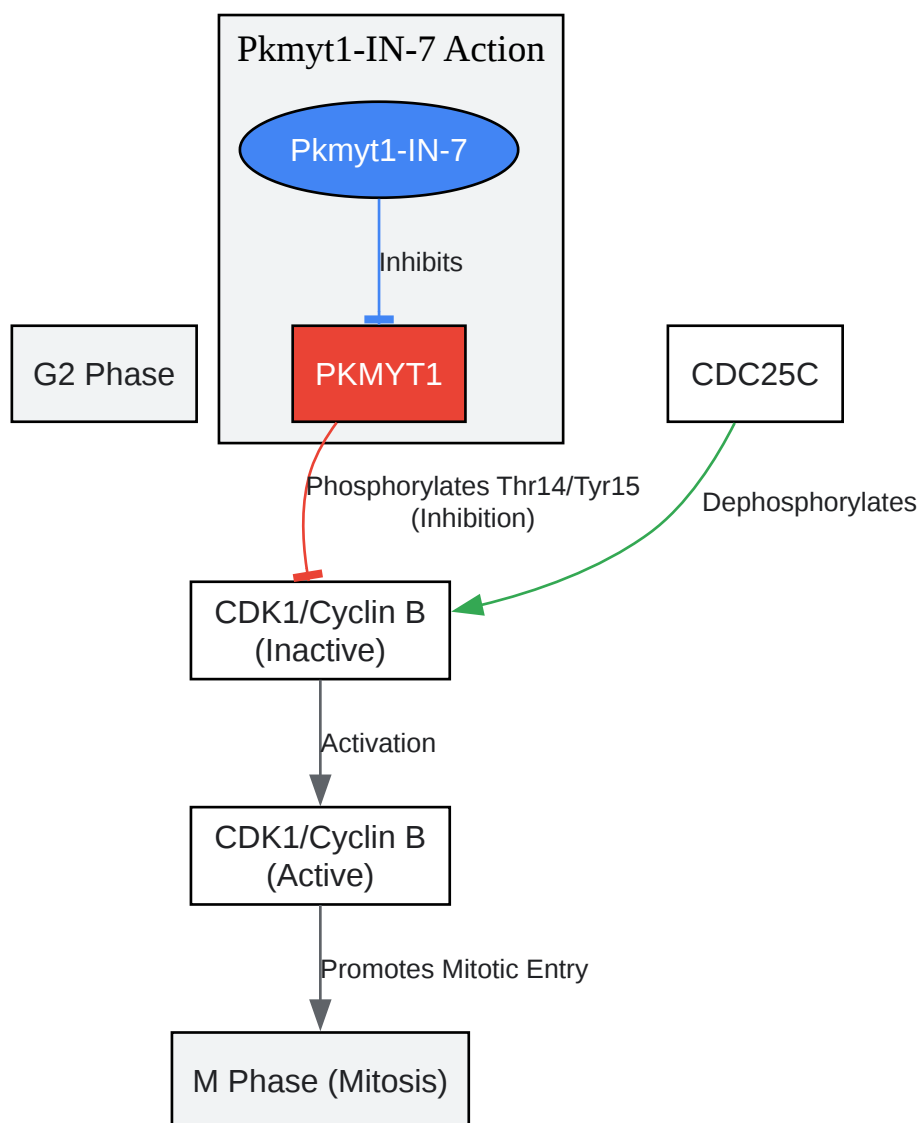 Pkmyt1-IN-7 Action
Pkmyt1-IN-7
Inhibits
G2 Phase
PKMYT1
CDC25C
Phosphorylates Thr14/Tyr15
(Inhibition)
Dephosphorylates
CDK1/Cyclin B
(Inactive)
Activation
CDK1/Cyclin B
(Active)
Promotes Mitotic Entry
M Phase (Mitosis)